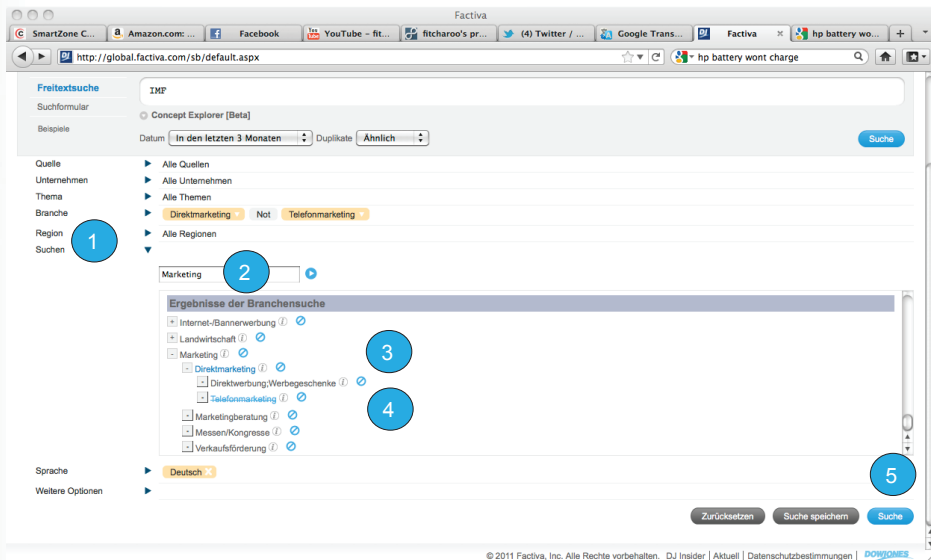 Factiva
SmartZone C... Amazon.com: ... Facebook YouTube - fit... fitcharoo's pr... (4) Twitter / ... Google Trans... Factiva hp battery wo...
http://global.factiva.com/sb/default.aspx hp battery wont charge
Freitextsuche
IMF
Suchformular
Concept Explorer [Beta]
Beispiele
Datum In den letzten 3 Monaten Duplikate Ähnlich Suche
Quelle Alle Quellen
Unternehmen Alle Unternehmen
Thema Alle Themen
Branche Direktmarketing Not Telefonmarketing
Region Alle Regionen
1
Suchen
Marketing 2
Ergebnisse der Branchensuche
Internet-/Bannerwerbung
Landwirtschaft
Marketing
3
Direktmarketing
Direktwerbung;Werbegeschenke
Telefonmarketing
4
Marketingberatung
Messen/Kongresse
Verkaufsförderung
Sprache Deutsch
5
Weitere Optionen
Zurücksetzen Suche speichern Suche
© 2011 Factiva, Inc. Alle Rechte vorbehalten. DJ Insider | Aktuell | Datenschutzbestimmungen | DOWJONES